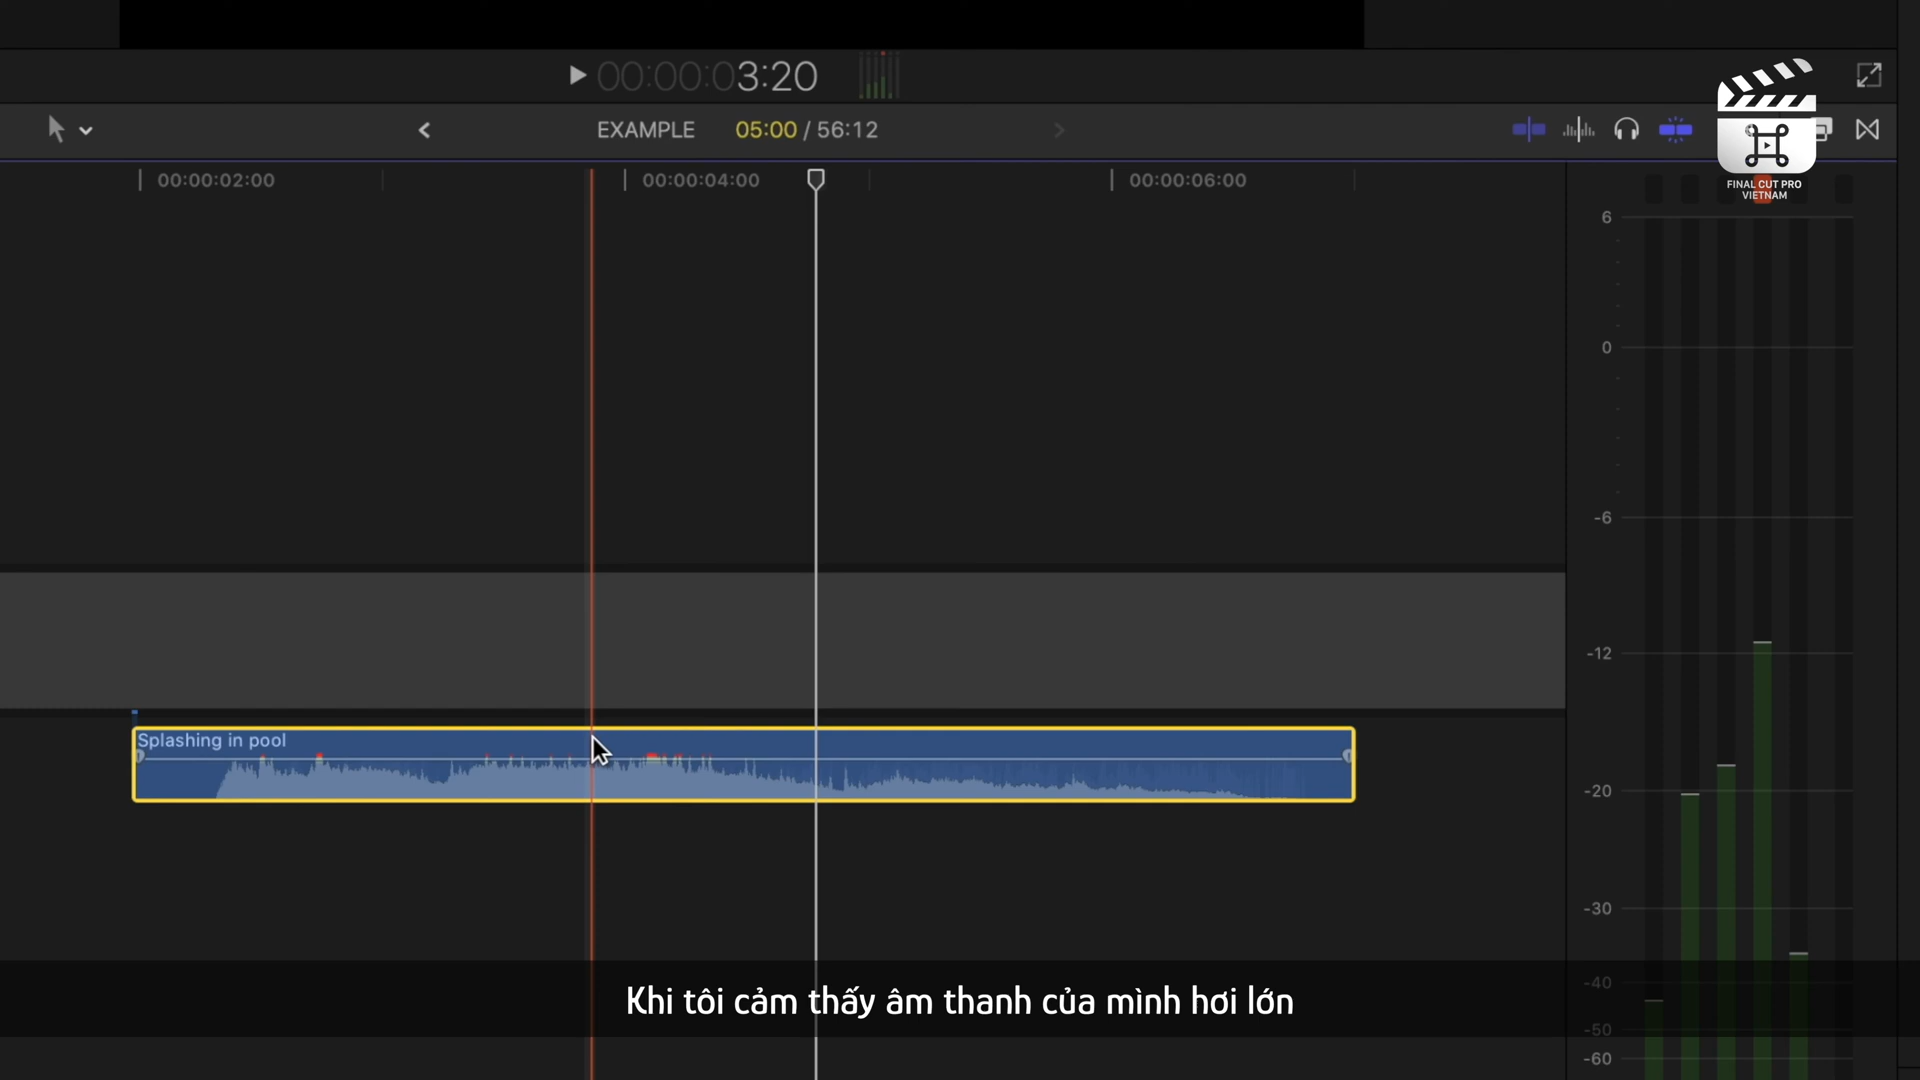 00:00:03:20
EXAMPLE 05:00 / 56:12
FINAL CUT PRO
VIETNAM
00:00:02:00 00:00:04:00 00:00:06:00
6
0
-6
-12
-20
-30
-40
-50
-60
Splashing in pool
Khi tôi cảm thấy âm thanh của mình hơi lớn